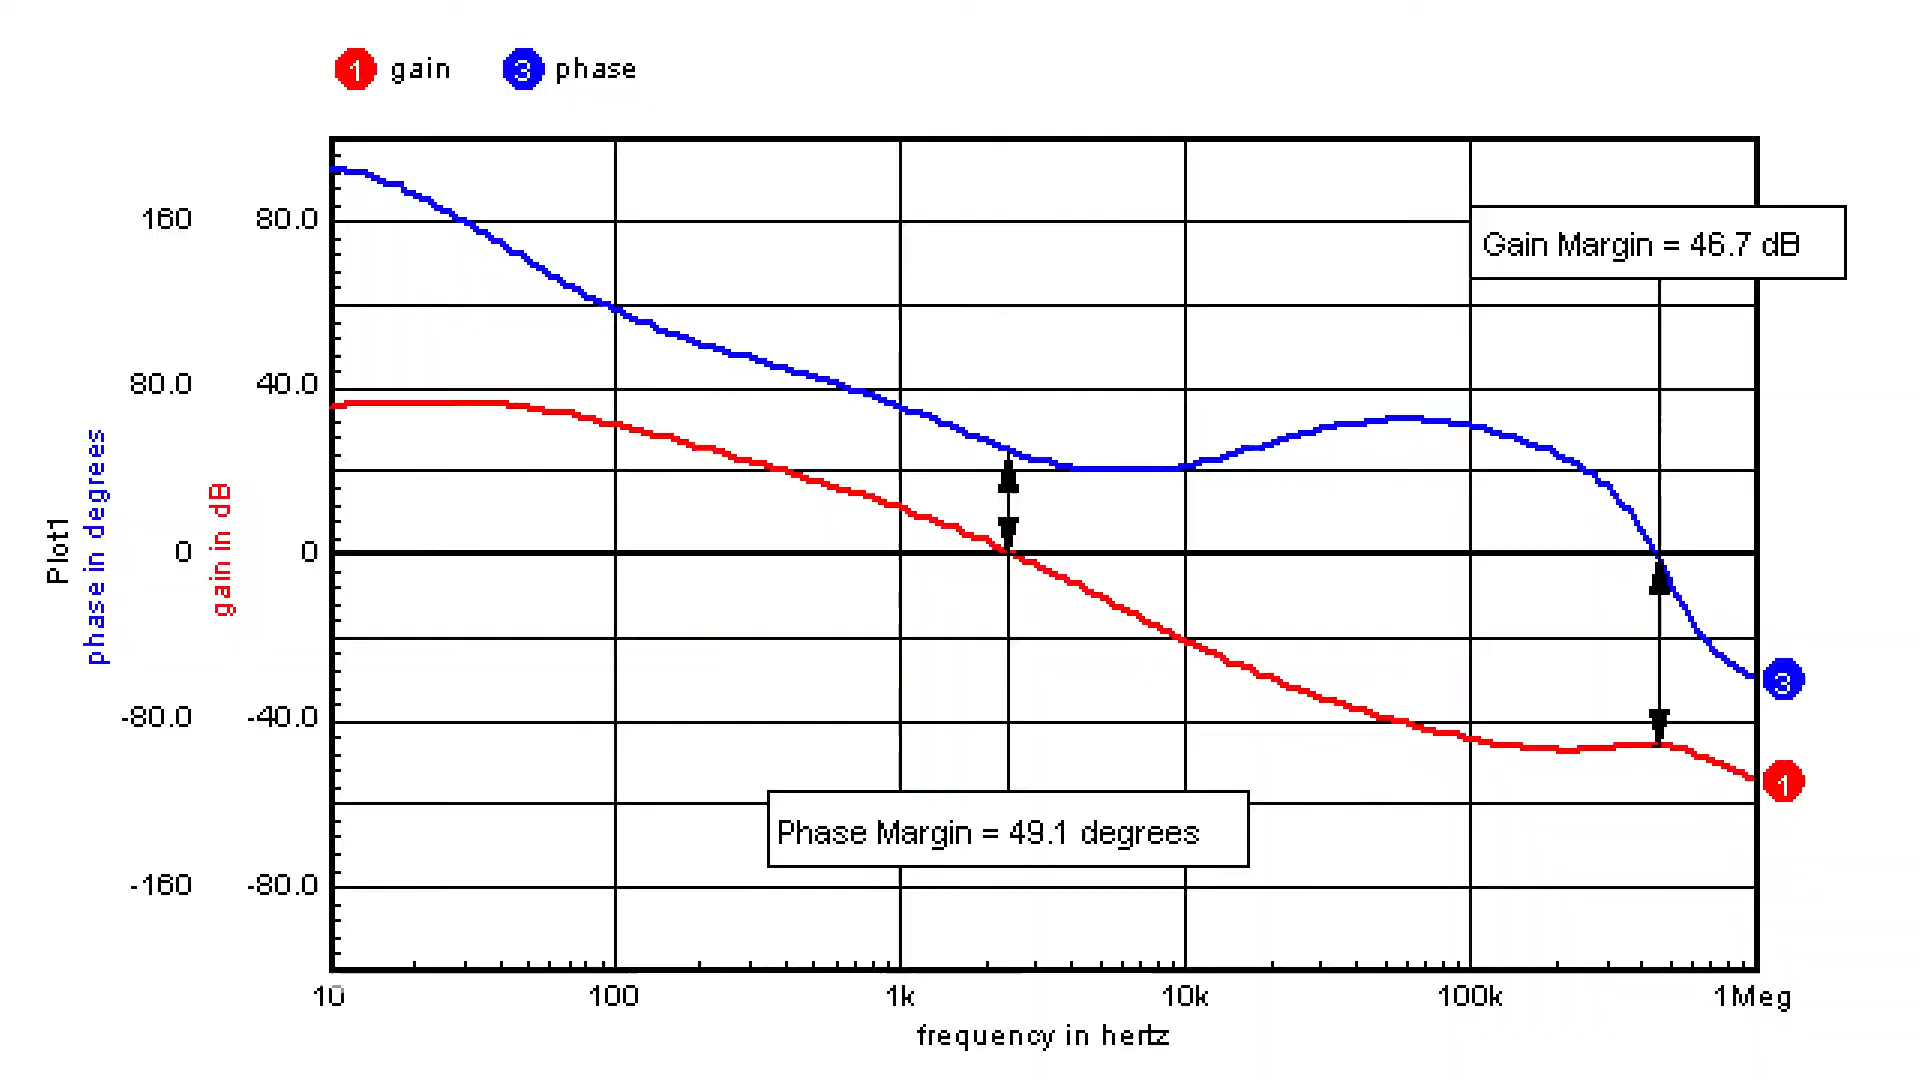 1 gain 3 phase
160 80.0
Gain Margin = 46.7 dB
80.0 40.0
Plot1
phase in degrees
gain in dB
0 0
3
-80.0 -40.0
1
Phase Margin = 49.1 degrees
-160 -80.0
10 100 1k 10k 100k 1Meg
frequency in hertz